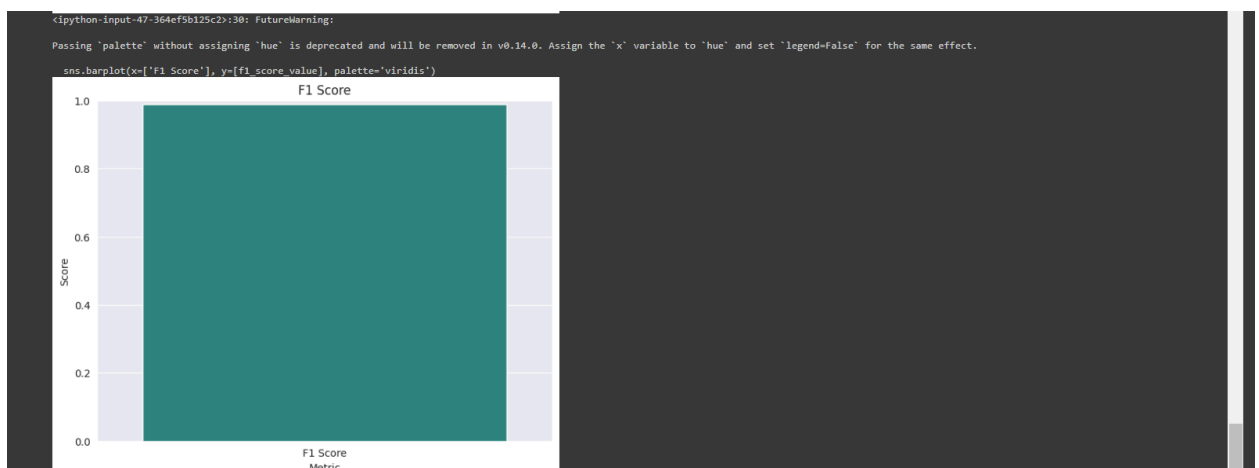 <ipython-input-47-364ef5b125c2>:30: FutureWarning:
Passing `palette` without assigning `hue` is deprecated and will be removed in v0.14.0. Assign the `x` variable to `hue` and set `legend=False` for the same effect.
sns.barplot(x=['F1 Score'], y=[f1_score_value], palette='viridis')
F1 Score
1.0
0.8
0.6
Score
0.4
0.2
0.0
F1 Score
Metric